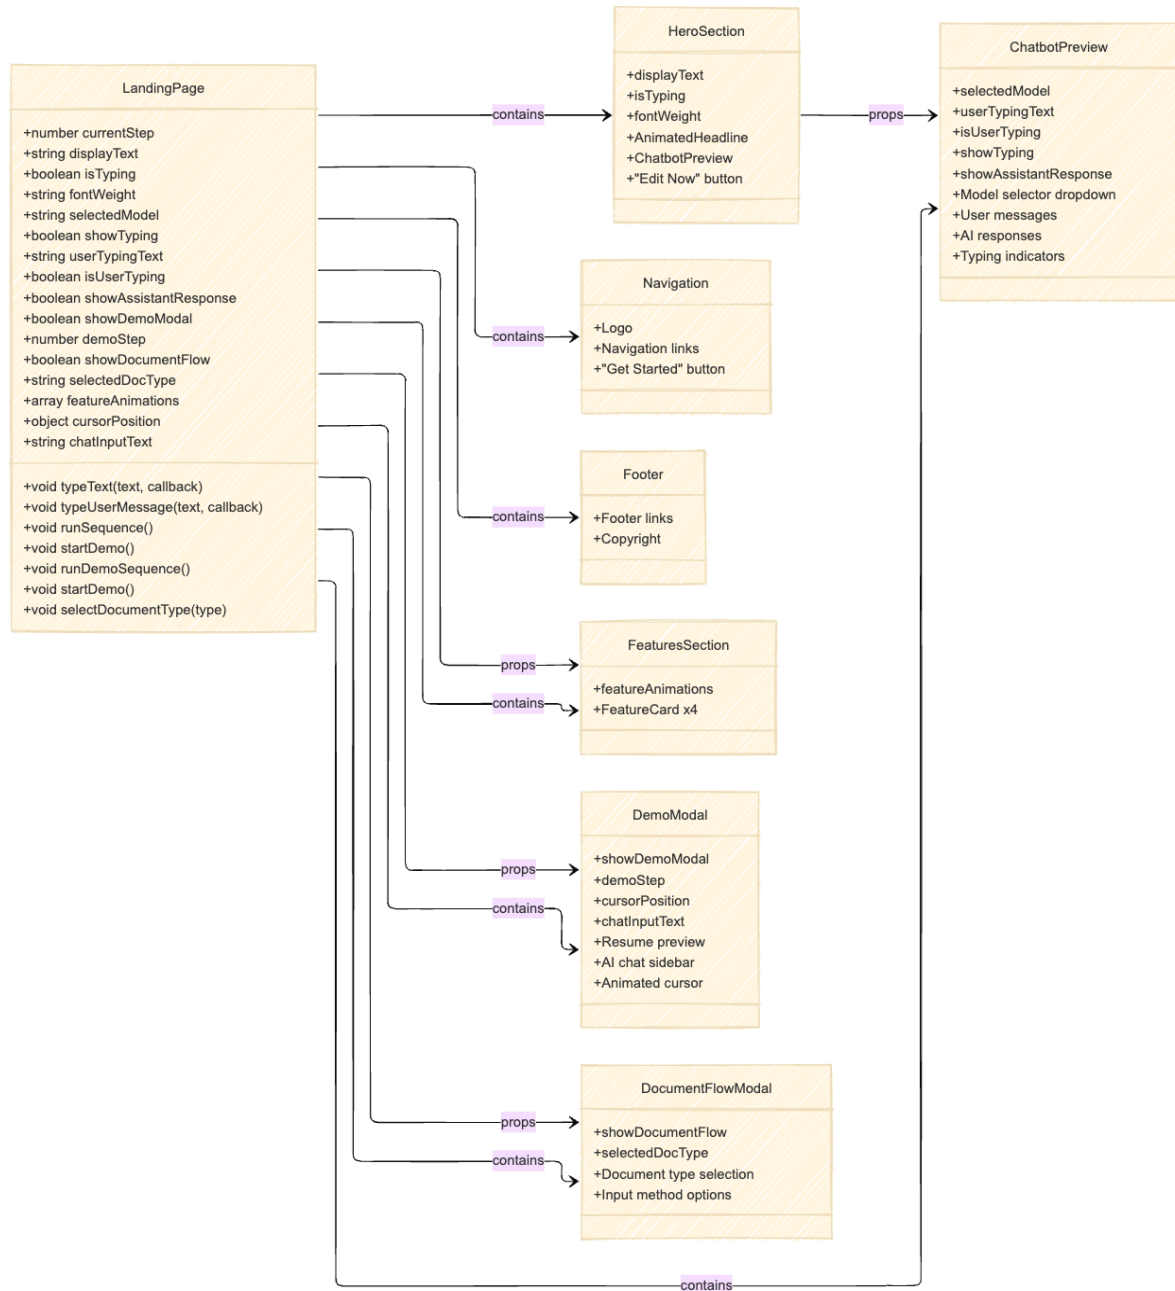 LandingPage
+number currentStep
+string displayText
+boolean isTyping
+string fontWeight
+string selectedModel
+boolean showTyping
+string userTypingText
+boolean isUserTyping
+boolean showAssistantResponse
+boolean showDemoModal
+number demoStep
+boolean showDocumentFlow
+string selectedDocType
+array featureAnimations
+object cursorPosition
+string chatInputText
+void typeText(text, callback)
+void typeUserMessage(text, callback)
+void runSequence()
+void startDemo()
+void runDemoSequence()
+void startDemo()
+void selectDocumentType(type)
contains
HeroSection
+displayText
+isTyping
+fontWeight
+AnimatedHeadline
+ChatbotPreview
+"Edit Now" button
props
ChatbotPreview
+selectedModel
+userTypingText
+isUserTyping
+showTyping
+showAssistantResponse
+Model selector dropdown
+User messages
+AI responses
+Typing indicators
contains
Navigation
+Logo
+Navigation links
+"Get Started" button
contains
Footer
+Footer links
+Copyright
props
contains
FeaturesSection
+featureAnimations
+FeatureCard x4
props
contains
DemoModal
+showDemoModal
+demoStep
+cursorPosition
+chatInputText
+Resume preview
+AI chat sidebar
+Animated cursor
props
contains
DocumentFlowModal
+showDocumentFlow
+selectedDocType
+Document type selection
+Input method options
contains